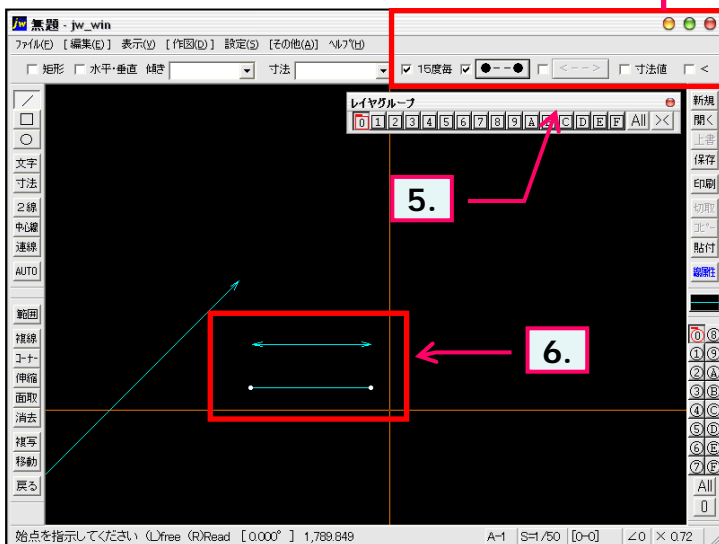 無題 - jw_win
ファイル(F) [編集(E)] 表示(V) [作図(D)] 設定(S) [その他(A)] ヘルプ(H)
矩形 水平・垂直 傾き 寸法 15度毎 ●--● <--> 寸法値 <
レイヤグループ
0 1 2 3 4 5 6 7 8 9 A C D E F All ><
文字
寸法
2線
中心線
連線
AUTO
範囲
複線
コーナー
伸縮
面取
消去
複写
移動
戻る
5.
6.
新規
開く
上書
保存
印刷
切取
コピー
貼付
線属性
0 8
1 9
2 A
3 B
4 C
5 D
6 E
7 F
All
0
始点を指示してください (L)free (R)Read [0.000°] 1,789.849 A-1 S=1/50 [0-0] ∠0 × 0.72